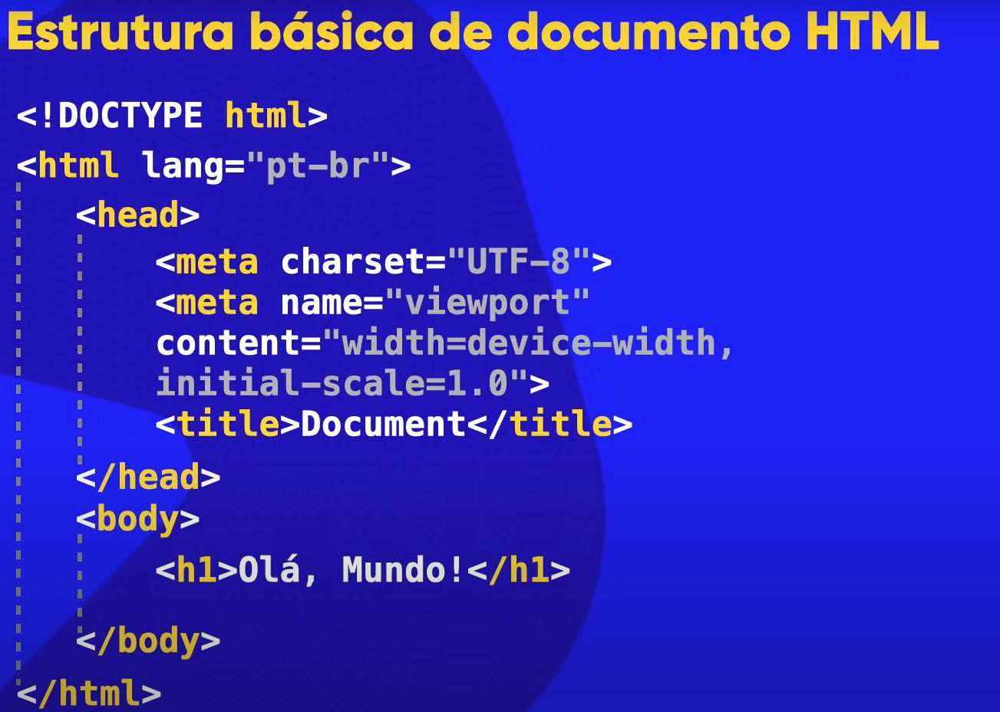 Estrutura básica de documento HTML
<!DOCTYPE html>
<html lang="pt-br">
<head>
<meta charset="UTF-8">
<meta name="viewport"
content="width=device-width,
initial-scale=1.0">
<title>Document</title>
</head>
<body>
<h1>Olá, Mundo!</h1>
</body>
</html>